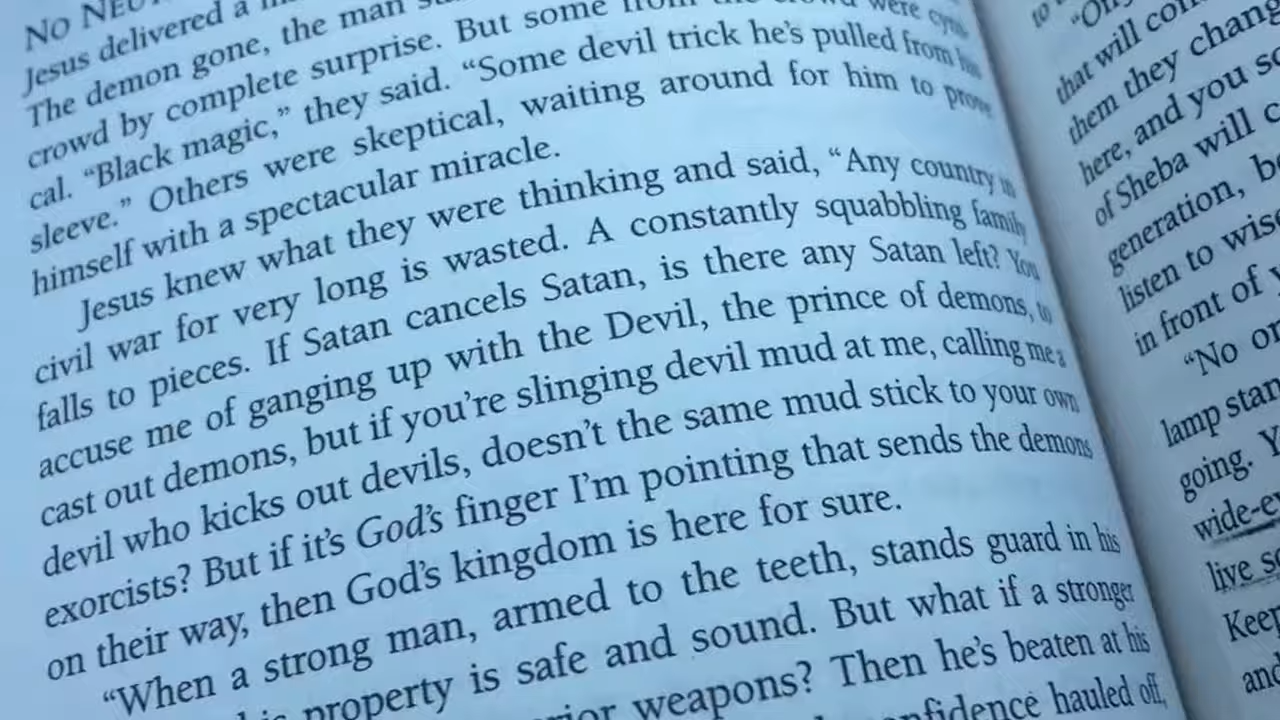 No NEU
Jesus delivered a
The demon gone, the man
crowd by complete surprise. But some from the crowd were cyni-
cal. “Black magic,” they said. “Some devil trick he’s pulled from his
sleeve.” Others were skeptical, waiting around for him to prove
himself with a spectacular miracle.
Jesus knew what they were thinking and said, “Any country in
civil war for very long is wasted. A constantly squabbling family
falls to pieces. If Satan cancels Satan, is there any Satan left? You
accuse me of ganging up with the Devil, the prince of demons, to
cast out demons, but if you’re slinging devil mud at me, calling me a
devil who kicks out devils, doesn’t the same mud stick to your own
exorcists? But if it’s God’s finger I’m pointing that sends the demons
on their way, then God’s kingdom is here for sure.
“When a strong man, armed to the teeth, stands guard in his
property is safe and sound. But what if a stronger
weapons? Then he’s beaten at his
confidence hauled off,
to
“On
that will
them they chang
here, and you
of Sheba will
generation,
listen to
in front of
“No
lamp stan
going.
wide-e
live
Keep
and